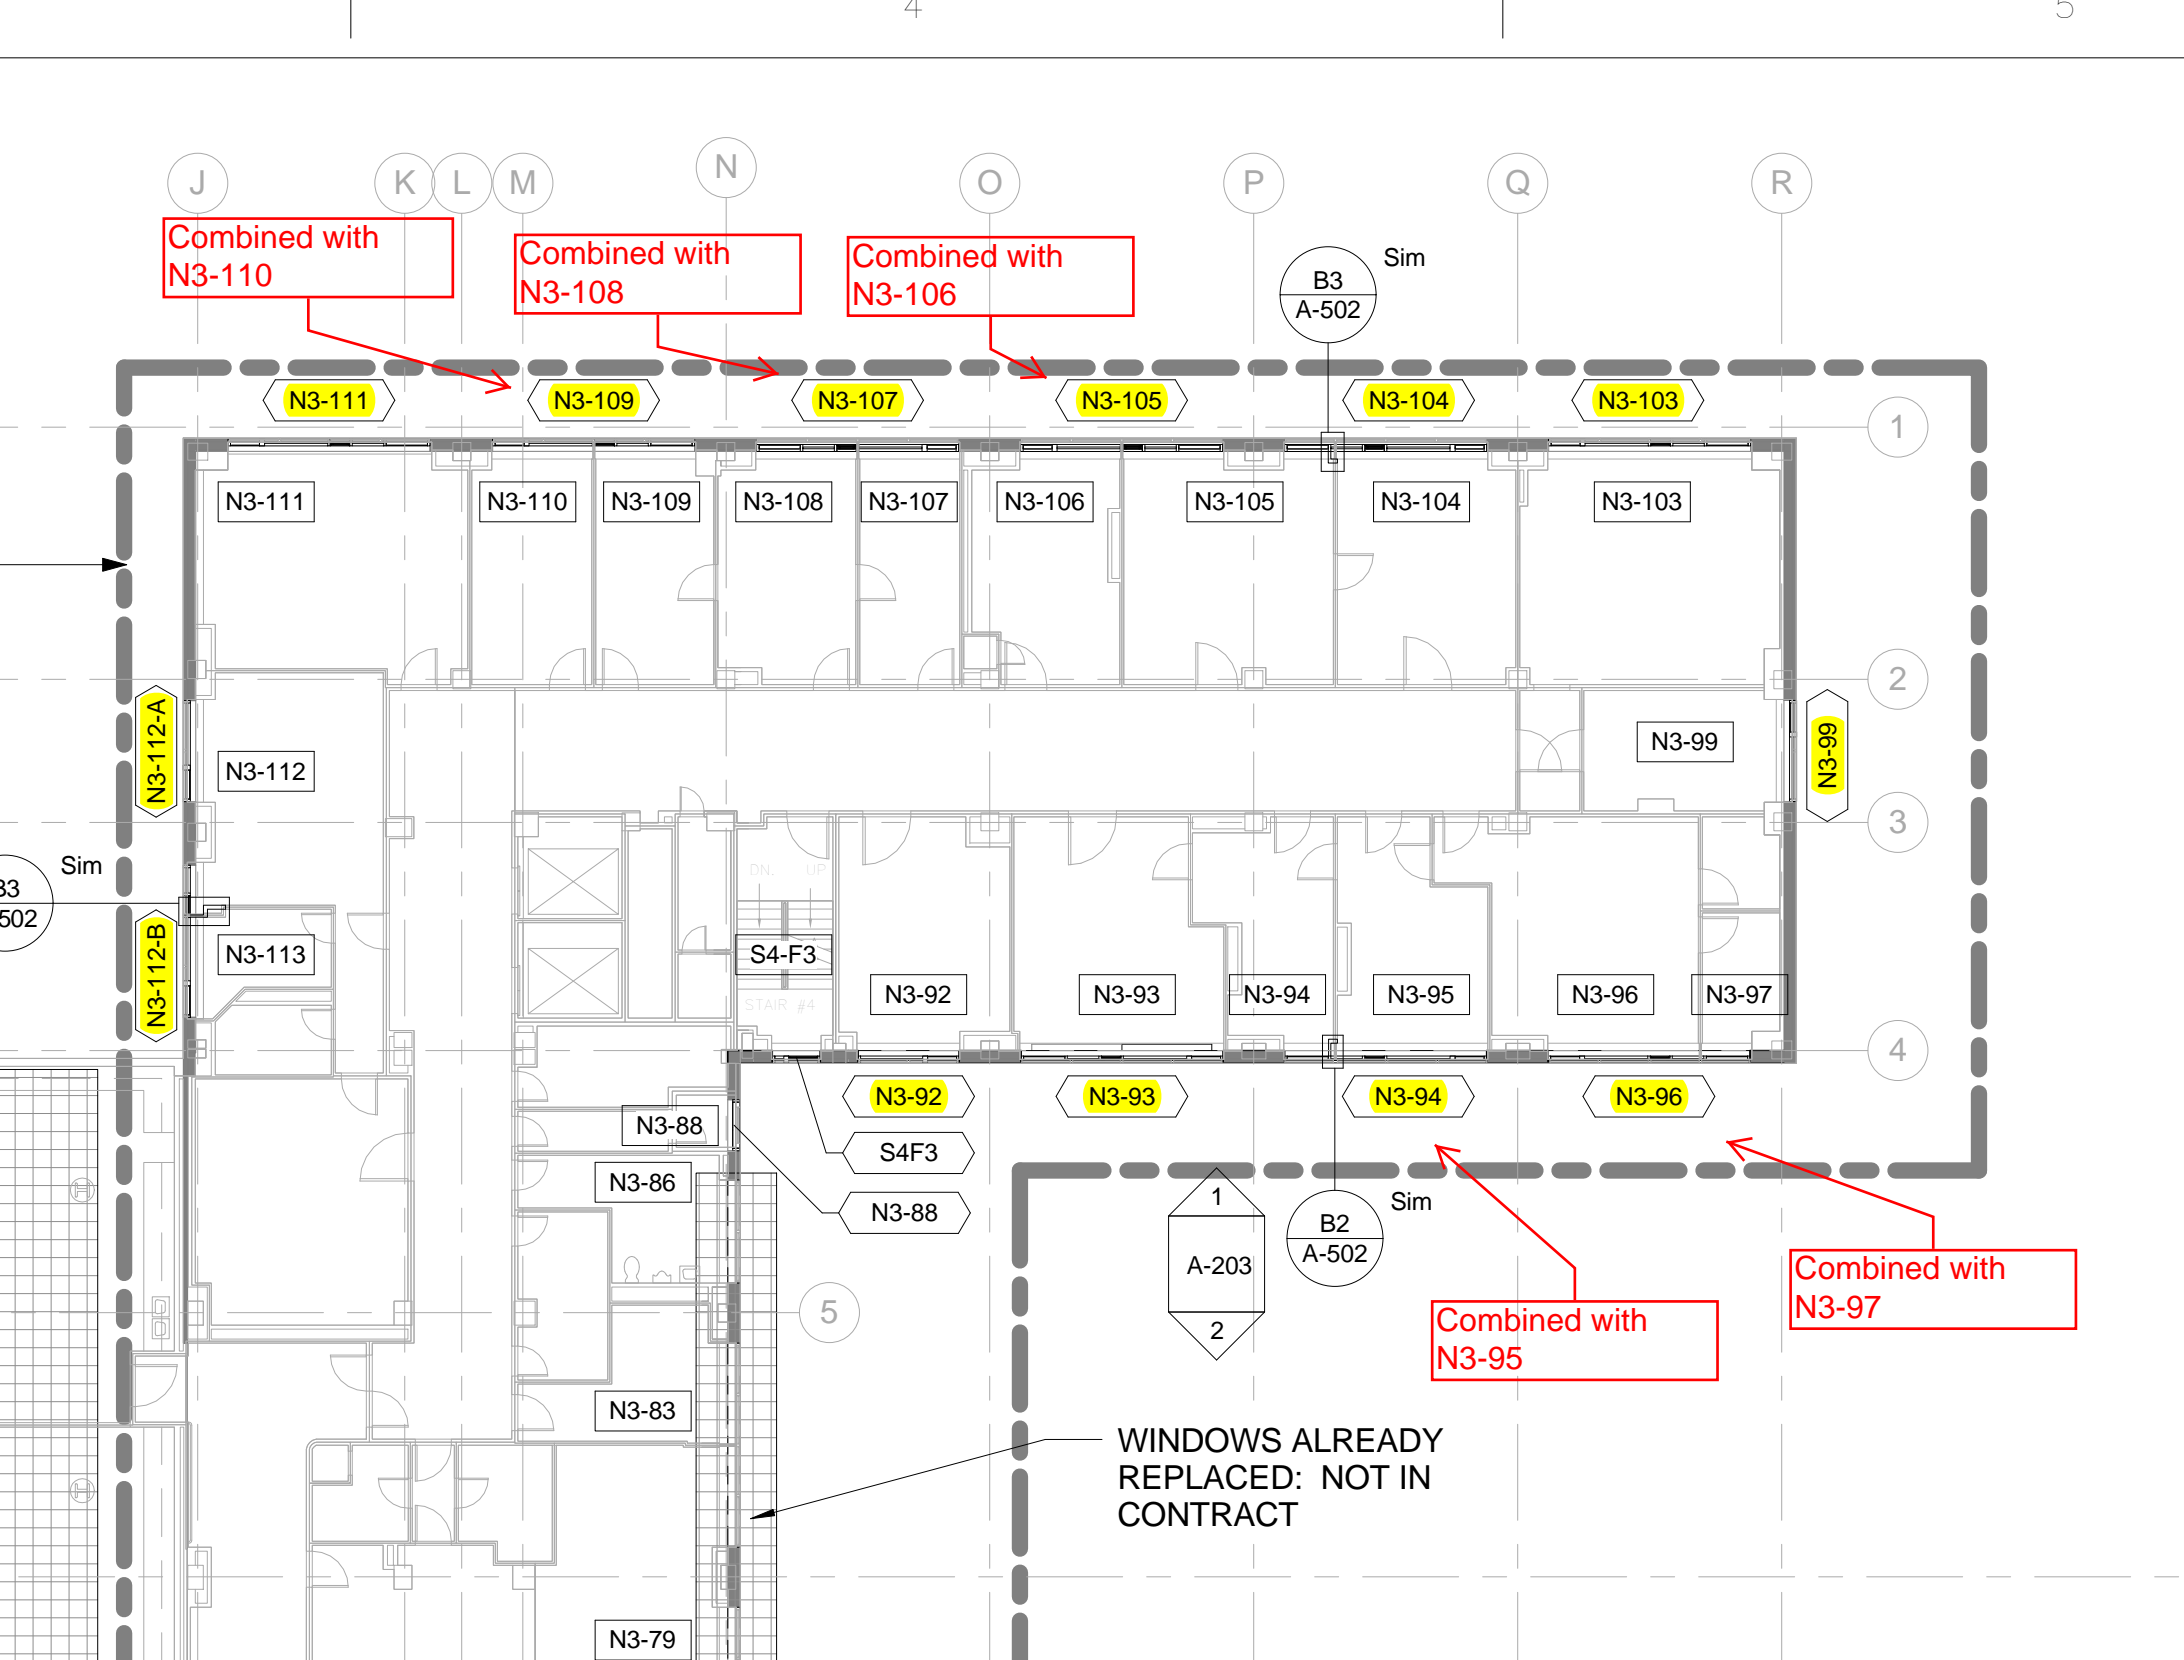 4
5
J
K
L
M
N
O
P
Q
R
Combined with
N3-110
Combined with
N3-108
Combined with
N3-106
B3
A-502
Sim
N3-111
N3-109
N3-107
N3-105
N3-104
N3-103
1
N3-111
N3-110
N3-109
N3-108
N3-107
N3-106
N3-105
N3-104
N3-103
2
N3-112-A
N3-112
N3-99
N3-99
3
Sim
B3
502
DN.
UP
N3-112-B
N3-113
S4-F3
STAIR #4
N3-92
N3-93
N3-94
N3-95
N3-96
N3-97
4
N3-92
N3-93
N3-94
N3-96
N3-88
S4F3
N3-86
N3-88
1
A-203
2
B2
A-502
Sim
Combined with
N3-97
5
Combined with
N3-95
N3-83
WINDOWS ALREADY
REPLACED: NOT IN
CONTRACT
N3-79